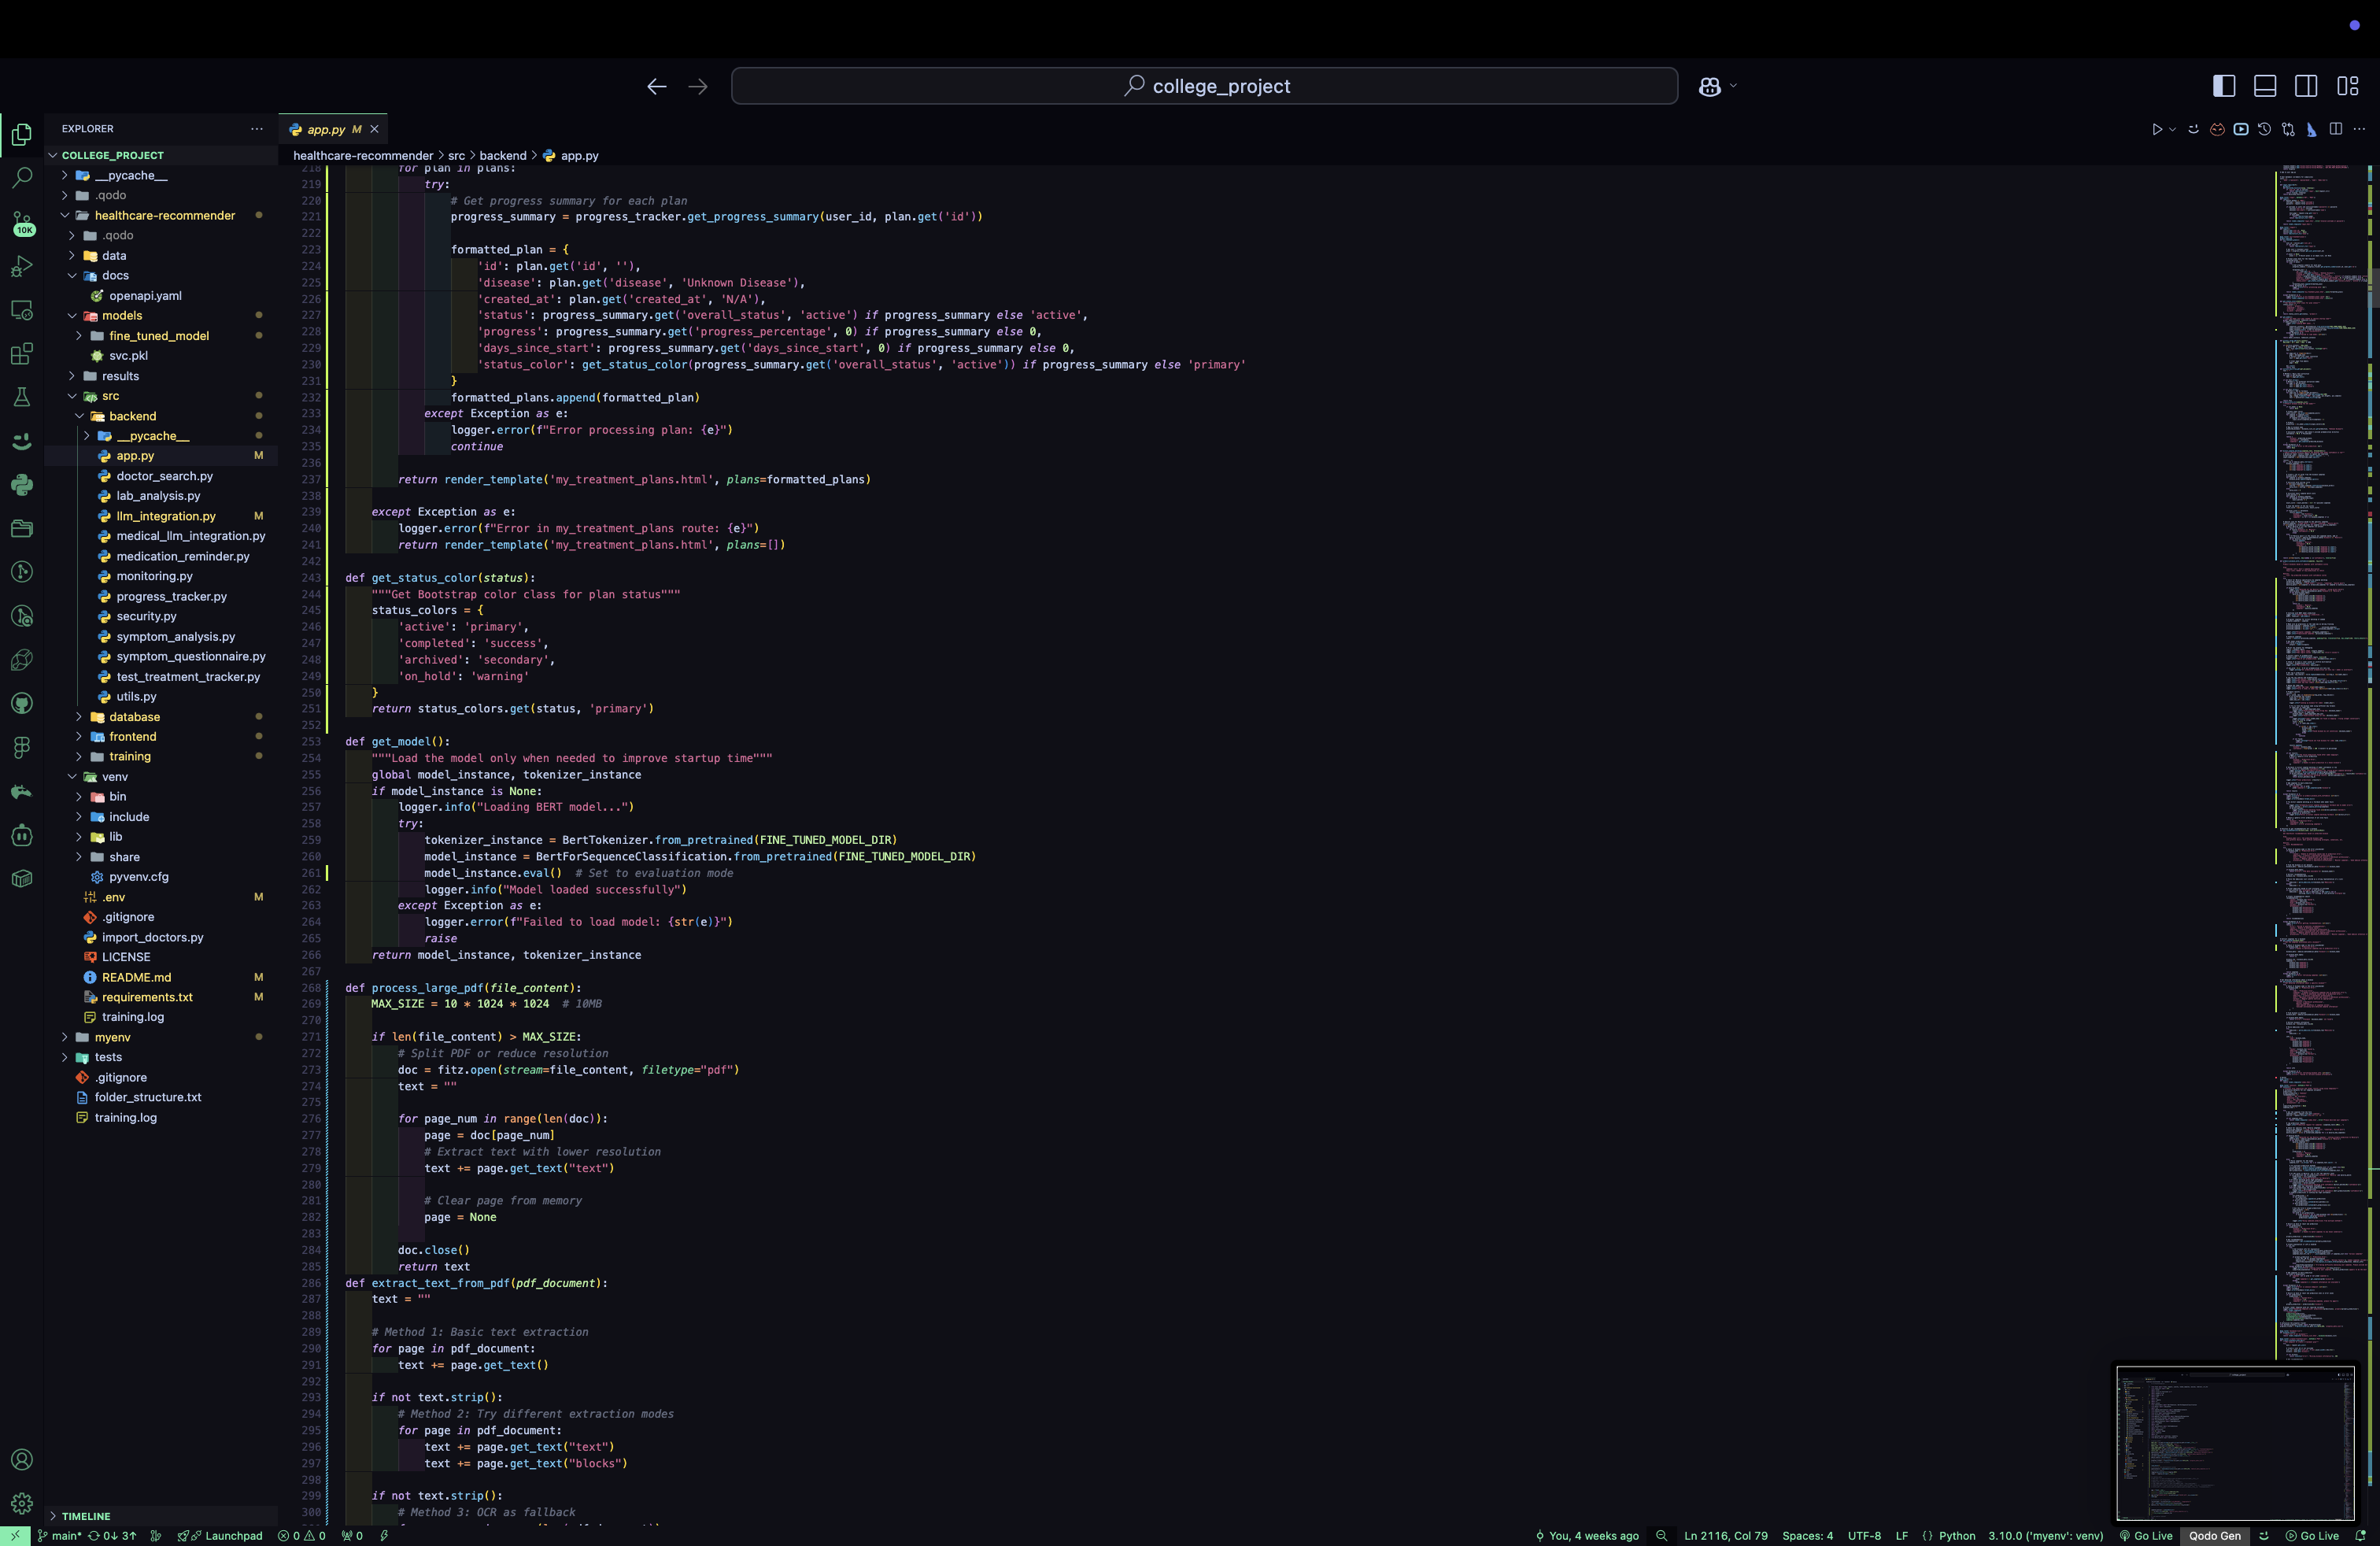 college_project
EXPLORER
COLLEGE_PROJECT
__pycache__
.qodo
healthcare-recommender
.qodo
data
docs
openapi.yaml
models
fine_tuned_model
svc.pkl
results
src
backend
__pycache__
app.py M
doctor_search.py
lab_analysis.py
llm_integration.py M
medical_llm_integration.py
medication_reminder.py
monitoring.py
progress_tracker.py
security.py
symptom_analysis.py
symptom_questionnaire.py
test_treatment_tracker.py
utils.py
database
frontend
training
venv
bin
include
lib
share
pyvenv.cfg
.env M
.gitignore
import_doctors.py
LICENSE
README.md M
requirements.txt M
training.log
myenv
tests
.gitignore
folder_structure.txt
training.log
TIMELINE
10K
app.py M
healthcare-recommender > src > backend > app.py
218 for plan in plans:
219 try:
220 # Get progress summary for each plan
221 progress_summary = progress_tracker.get_progress_summary(user_id, plan.get('id'))
222
223 formatted_plan = {
224 'id': plan.get('id', ''),
225 'disease': plan.get('disease', 'Unknown Disease'),
226 'created_at': plan.get('created_at', 'N/A'),
227 'status': progress_summary.get('overall_status', 'active') if progress_summary else 'active',
228 'progress': progress_summary.get('progress_percentage', 0) if progress_summary else 0,
229 'days_since_start': progress_summary.get('days_since_start', 0) if progress_summary else 0,
230 'status_color': get_status_color(progress_summary.get('overall_status', 'active')) if progress_summary else 'primary'
231 }
232 formatted_plans.append(formatted_plan)
233 except Exception as e:
234 logger.error(f"Error processing plan: {e}")
235 continue
236
237 return render_template('my_treatment_plans.html', plans=formatted_plans)
238
239 except Exception as e:
240 logger.error(f"Error in my_treatment_plans route: {e}")
241 return render_template('my_treatment_plans.html', plans=[])
242
243 def get_status_color(status):
244 """Get Bootstrap color class for plan status"""
245 status_colors = {
246 'active': 'primary',
247 'completed': 'success',
248 'archived': 'secondary',
249 'on_hold': 'warning'
250 }
251 return status_colors.get(status, 'primary')
252
253 def get_model():
254 """Load the model only when needed to improve startup time"""
255 global model_instance, tokenizer_instance
256 if model_instance is None:
257 logger.info("Loading BERT model...")
258 try:
259 tokenizer_instance = BertTokenizer.from_pretrained(FINE_TUNED_MODEL_DIR)
260 model_instance = BertForSequenceClassification.from_pretrained(FINE_TUNED_MODEL_DIR)
261 model_instance.eval() # Set to evaluation mode
262 logger.info("Model loaded successfully")
263 except Exception as e:
264 logger.error(f"Failed to load model: {str(e)}")
265 raise
266 return model_instance, tokenizer_instance
267
268 def process_large_pdf(file_content):
269 MAX_SIZE = 10 * 1024 * 1024 # 10MB
270
271 if len(file_content) > MAX_SIZE:
272 # Split PDF or reduce resolution
273 doc = fitz.open(stream=file_content, filetype="pdf")
274 text = ""
275
276 for page_num in range(len(doc)):
277 page = doc[page_num]
278 # Extract text with lower resolution
279 text += page.get_text("text")
280
281 # Clear page from memory
282 page = None
283
284 doc.close()
285 return text
286 def extract_text_from_pdf(pdf_document):
287 text = ""
288
289 # Method 1: Basic text extraction
290 for page in pdf_document:
291 text += page.get_text()
292
293 if not text.strip():
294 # Method 2: Try different extraction modes
295 for page in pdf_document:
296 text += page.get_text("text")
297 text += page.get_text("blocks")
298
299 if not text.strip():
300 # Method 3: OCR as fallback
main* 0↓ 3↑ Launchpad 0 0 0 You, 4 weeks ago Ln 2116, Col 79 Spaces: 4 UTF-8 LF {} Python 3.10.0 ('myenv': venv) Go Live Qodo Gen Go Live